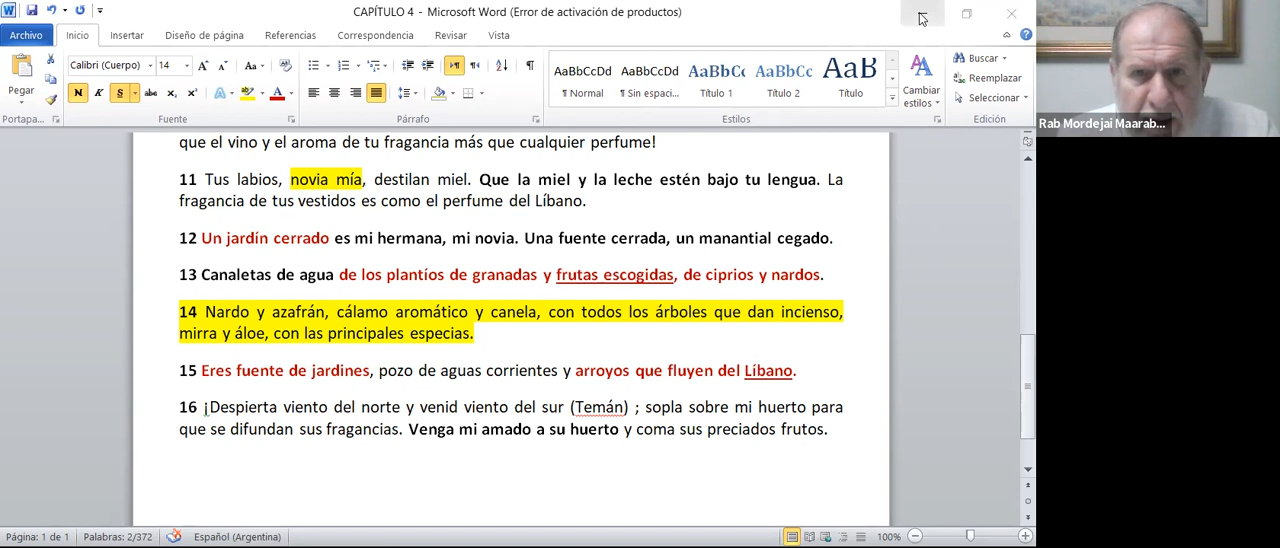 CAPÍTULO 4 - Microsoft Word (Error de activación de productos)
Archivo Inicio Insertar Diseño de página Referencias Correspondencia Revisar Vista
Pegar
Calibri (Cuerpo) 14
N S abc
AaBbCcDd AaBbCcDd AaBbCc AaBbCc AaB
¶ Normal ¶ Sin espaci... Título 1 Título 2 Título
Cambiar
estilos
Buscar
Reemplazar
Seleccionar
Portapa... Fuente Párrafo Estilos Edición
Rab Mordejai Maarab...
que el vino y el aroma de tu fragancia más que cualquier perfume!
11 Tus labios, novia mía, destilan miel. Que la miel y la leche estén bajo tu lengua. La
fragancia de tus vestidos es como el perfume del Líbano.
12 Un jardín cerrado es mi hermana, mi novia. Una fuente cerrada, un manantial cegado.
13 Canaletas de agua de los plantíos de granadas y frutas escogidas, de ciprios y nardos.
14 Nardo y azafrán, cálamo aromático y canela, con todos los árboles que dan incienso,
mirra y áloe, con las principales especias.
15 Eres fuente de jardines, pozo de aguas corrientes y arroyos que fluyen del Líbano.
16 ¡Despierta viento del norte y venid viento del sur (Temán) ; sopla sobre mi huerto para
que se difundan sus fragancias. Venga mi amado a su huerto y coma sus preciados frutos.
Página: 1 de 1 Palabras: 2/372 Español (Argentina) 100%